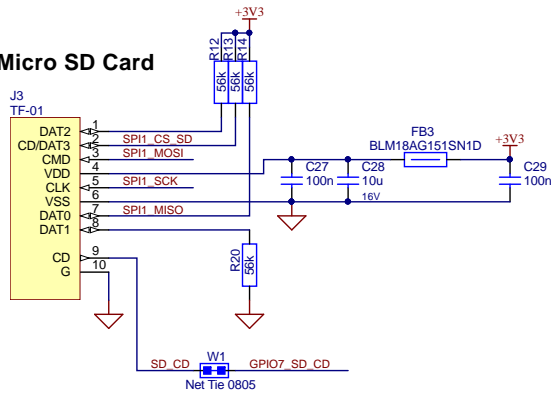 +3V3
Micro SD Card
R12
R13
R14
56k
56k
56k
J3
TF-01
DAT2 1
CD/DAT3 2 SPI1_CS_SD
CMD 3 SPI1_MOSI
VDD 4
CLK 5 SPI1_SCK
VSS 6
DAT0 7 SPI1_MISO
DAT1 8
CD 9
G 10
FB3
BLM18AG151SN1D
+3V3
C27
100n
C28
10u
16V
C29
100n
R20
56k
SD_CD W1 GPIO7_SD_CD
Net Tie 0805